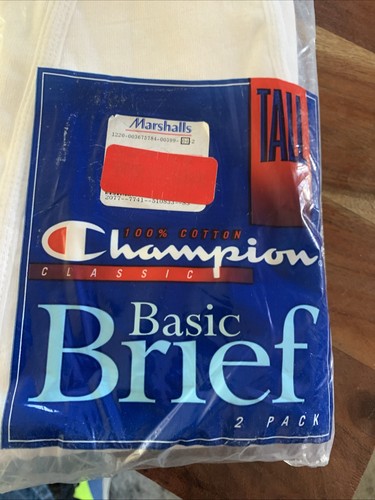 TALL
Marshalls
100% COTTON
Champion
CLASSIC
Basic
Brief
2 PACK